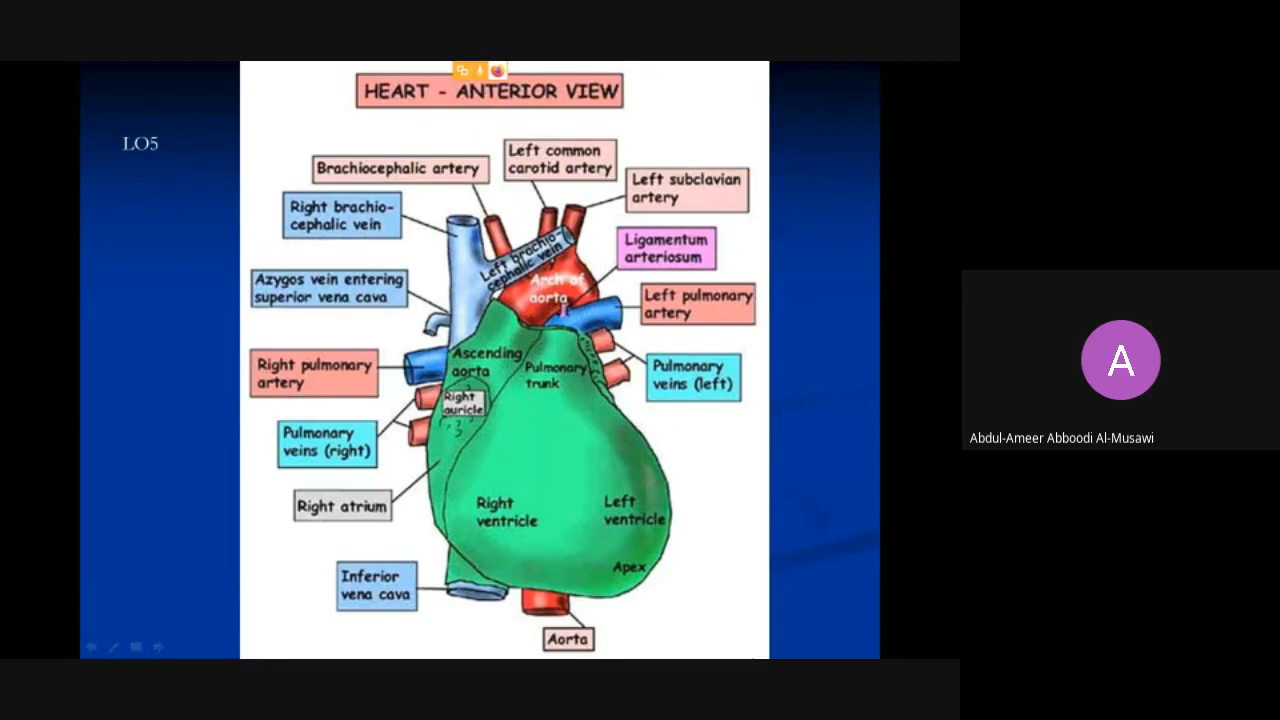 HEART - ANTERIOR VIEW
LO5
Brachiocephalic artery
Left common
carotid artery
Left subclavian
artery
Right brachio-
cephalic vein
Left brachio-
cephalic vein
Ligamentum
arteriosum
Azygos vein entering
superior vena cava
Arch of
aorta
Left pulmonary
artery
Right pulmonary
artery
Ascending
aorta
Pulmonary
trunk
Pulmonary
veins (left)
Right
auricle
Pulmonary
veins (right)
Right atrium
Right
ventricle
Left
ventricle
Apex
Inferior
vena cava
Aorta
A
Abdul-Ameer Abboodi Al-Musawi